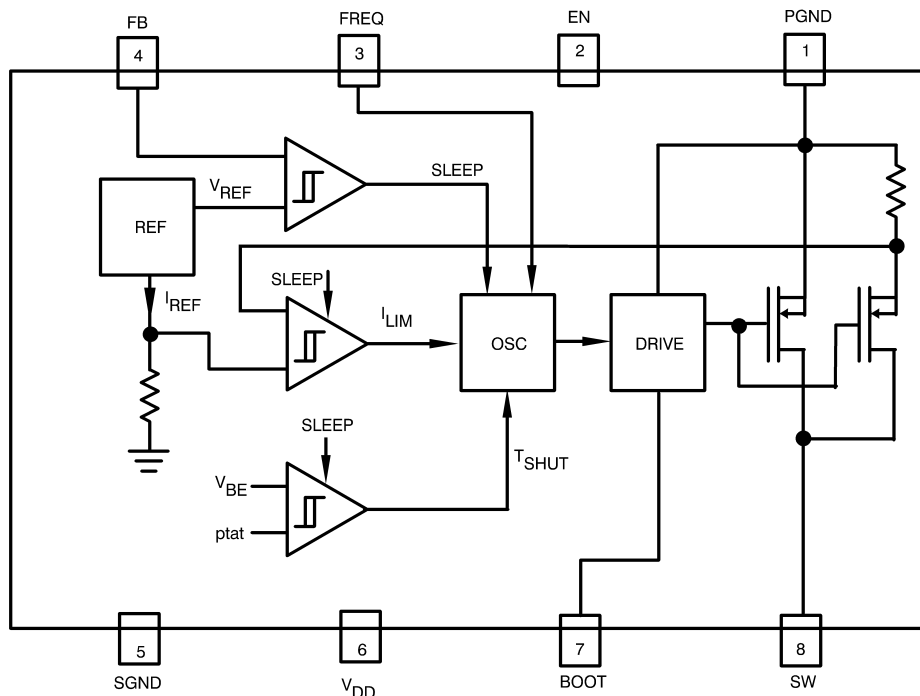 FB
FREQ
EN
PGND
4
3
2
1
SLEEP
VREF
REF
SLEEP
IREF
ILIM
OSC
DRIVE
SLEEP
TSHUT
VBE
ptat
5
6
7
8
SGND
VDD
BOOT
SW